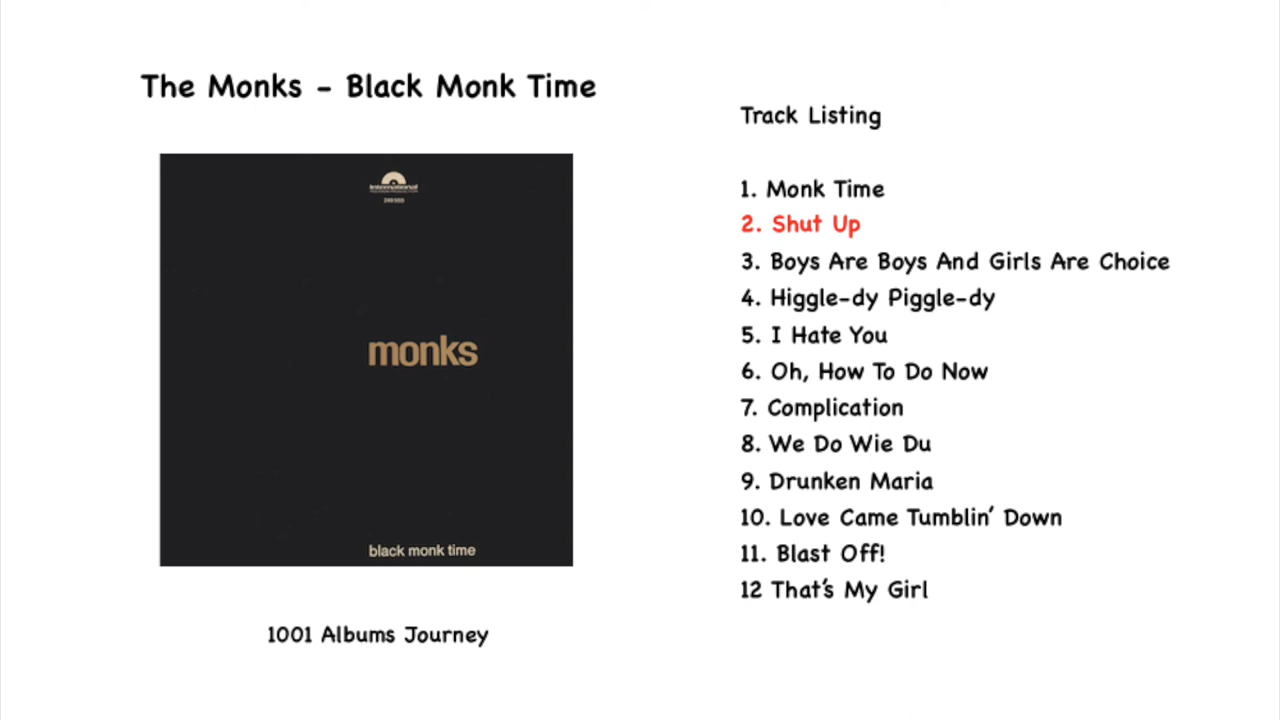 The Monks - Black Monk Time
International
249 900
monks
black monk time
1001 Albums Journey
Track Listing
1. Monk Time
2. Shut Up
3. Boys Are Boys And Girls Are Choice
4. Higgle-dy Piggle-dy
5. I Hate You
6. Oh, How To Do Now
7. Complication
8. We Do Wie Du
9. Drunken Maria
10. Love Came Tumblin' Down
11. Blast Off!
12 That's My Girl